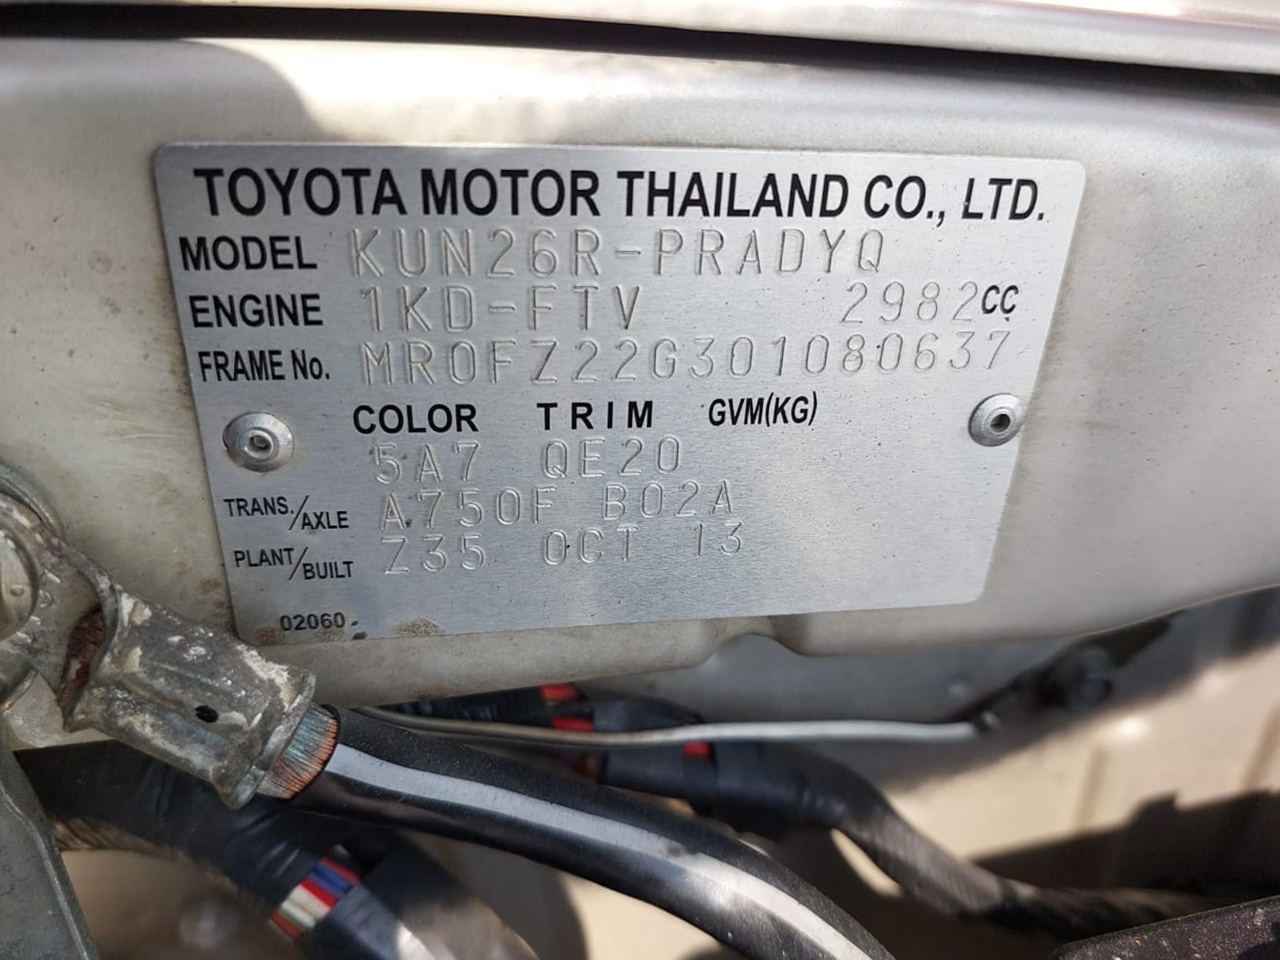 TOYOTA MOTOR THAILAND CO., LTD.
MODEL KUN26R-PRADYQ
ENGINE 1KD-FTV 2982CC
FRAME No. MR0FZ22G301080637
COLOR TRIM GVM(KG)
5A7 QE20
TRANS./AXLE A750F B02A
PLANT/BUILT Z35 OCT 13
02060-